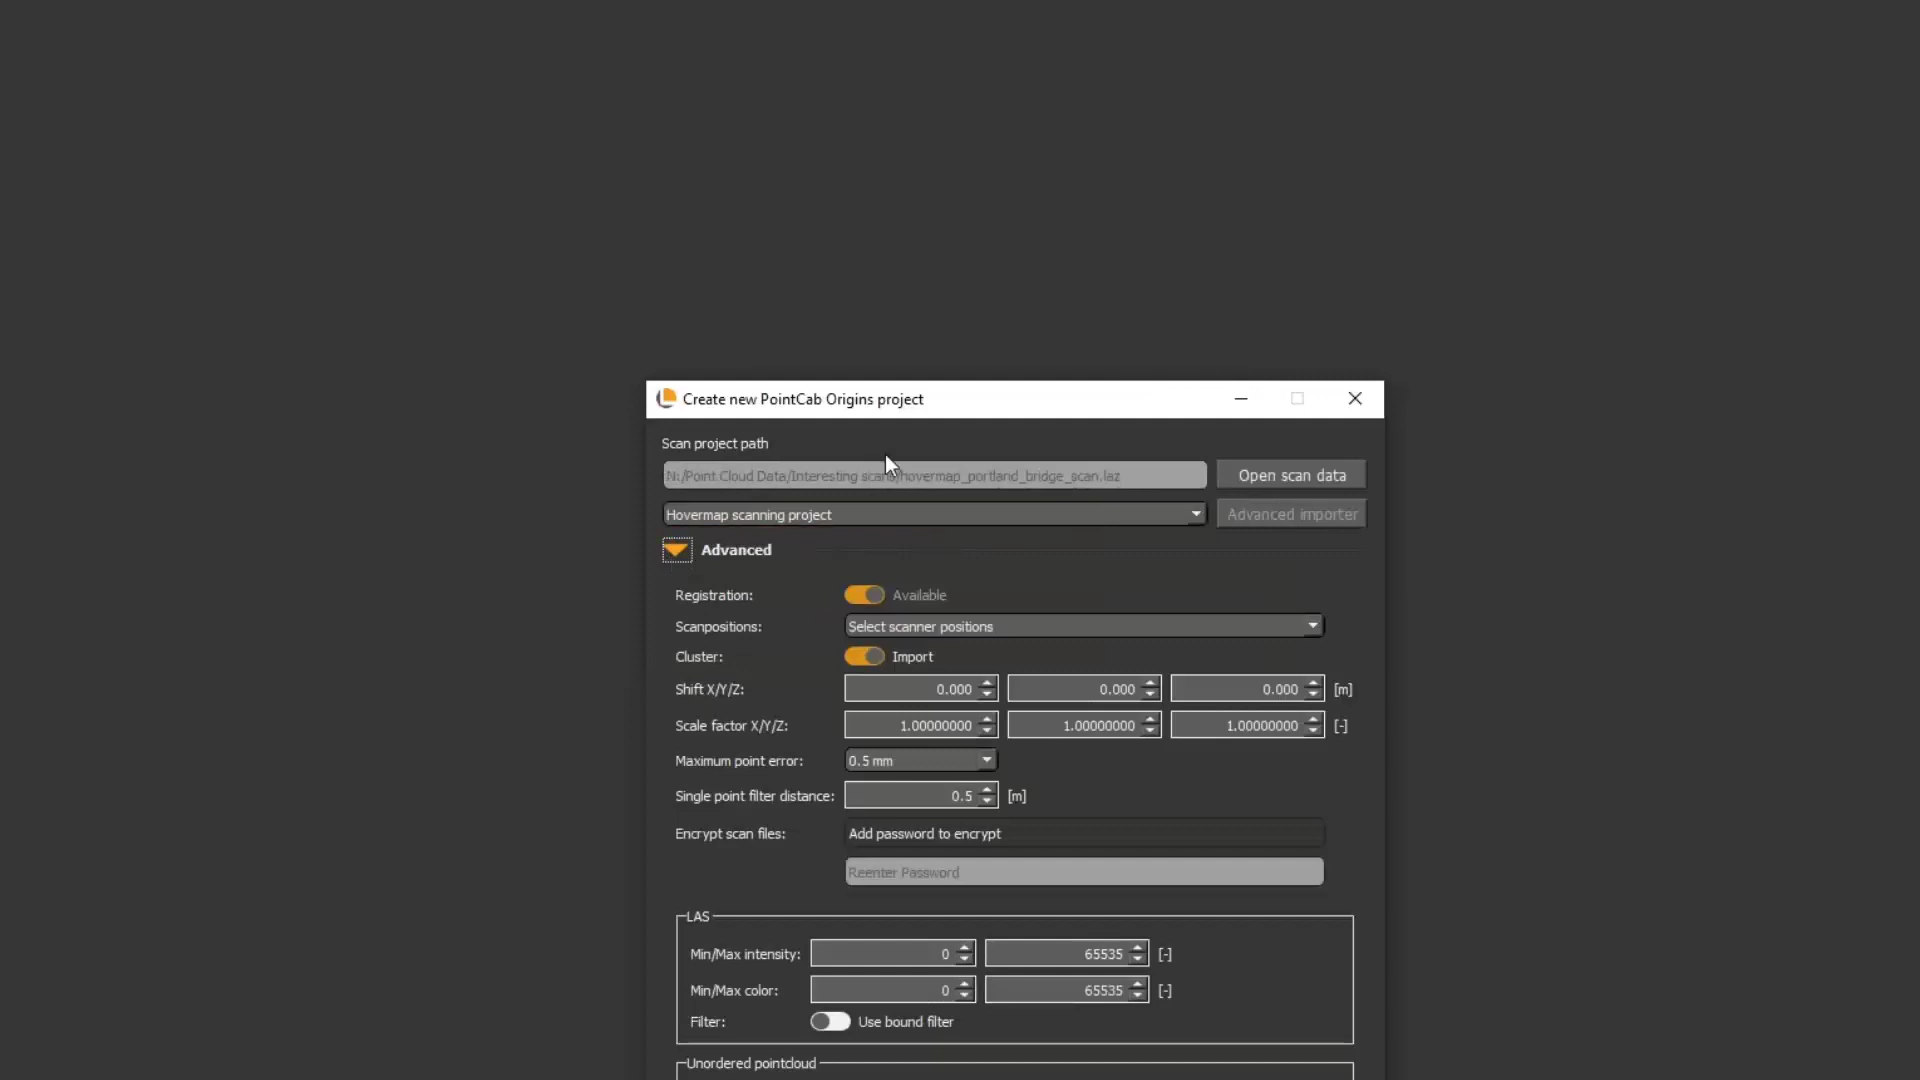 Create new PointCab Origins project
Scan project path
N:/Point Cloud Data/Interesting scans/hovermap_portland_bridge_scan.laz
Open scan data
Hovermap scanning project
Advanced importer
Advanced
Registration:
Available
Scanpositions:
Select scanner positions
Cluster:
Import
Shift X/Y/Z:
0.000
0.000
0.000
[m]
Scale factor X/Y/Z:
1.00000000
1.00000000
1.00000000
[-]
Maximum point error:
0.5 mm
Single point filter distance:
0.5
[m]
Encrypt scan files:
Add password to encrypt
Reenter Password
LAS
Min/Max intensity:
0
65535
[-]
Min/Max color:
0
65535
[-]
Filter:
Use bound filter
Unordered pointcloud